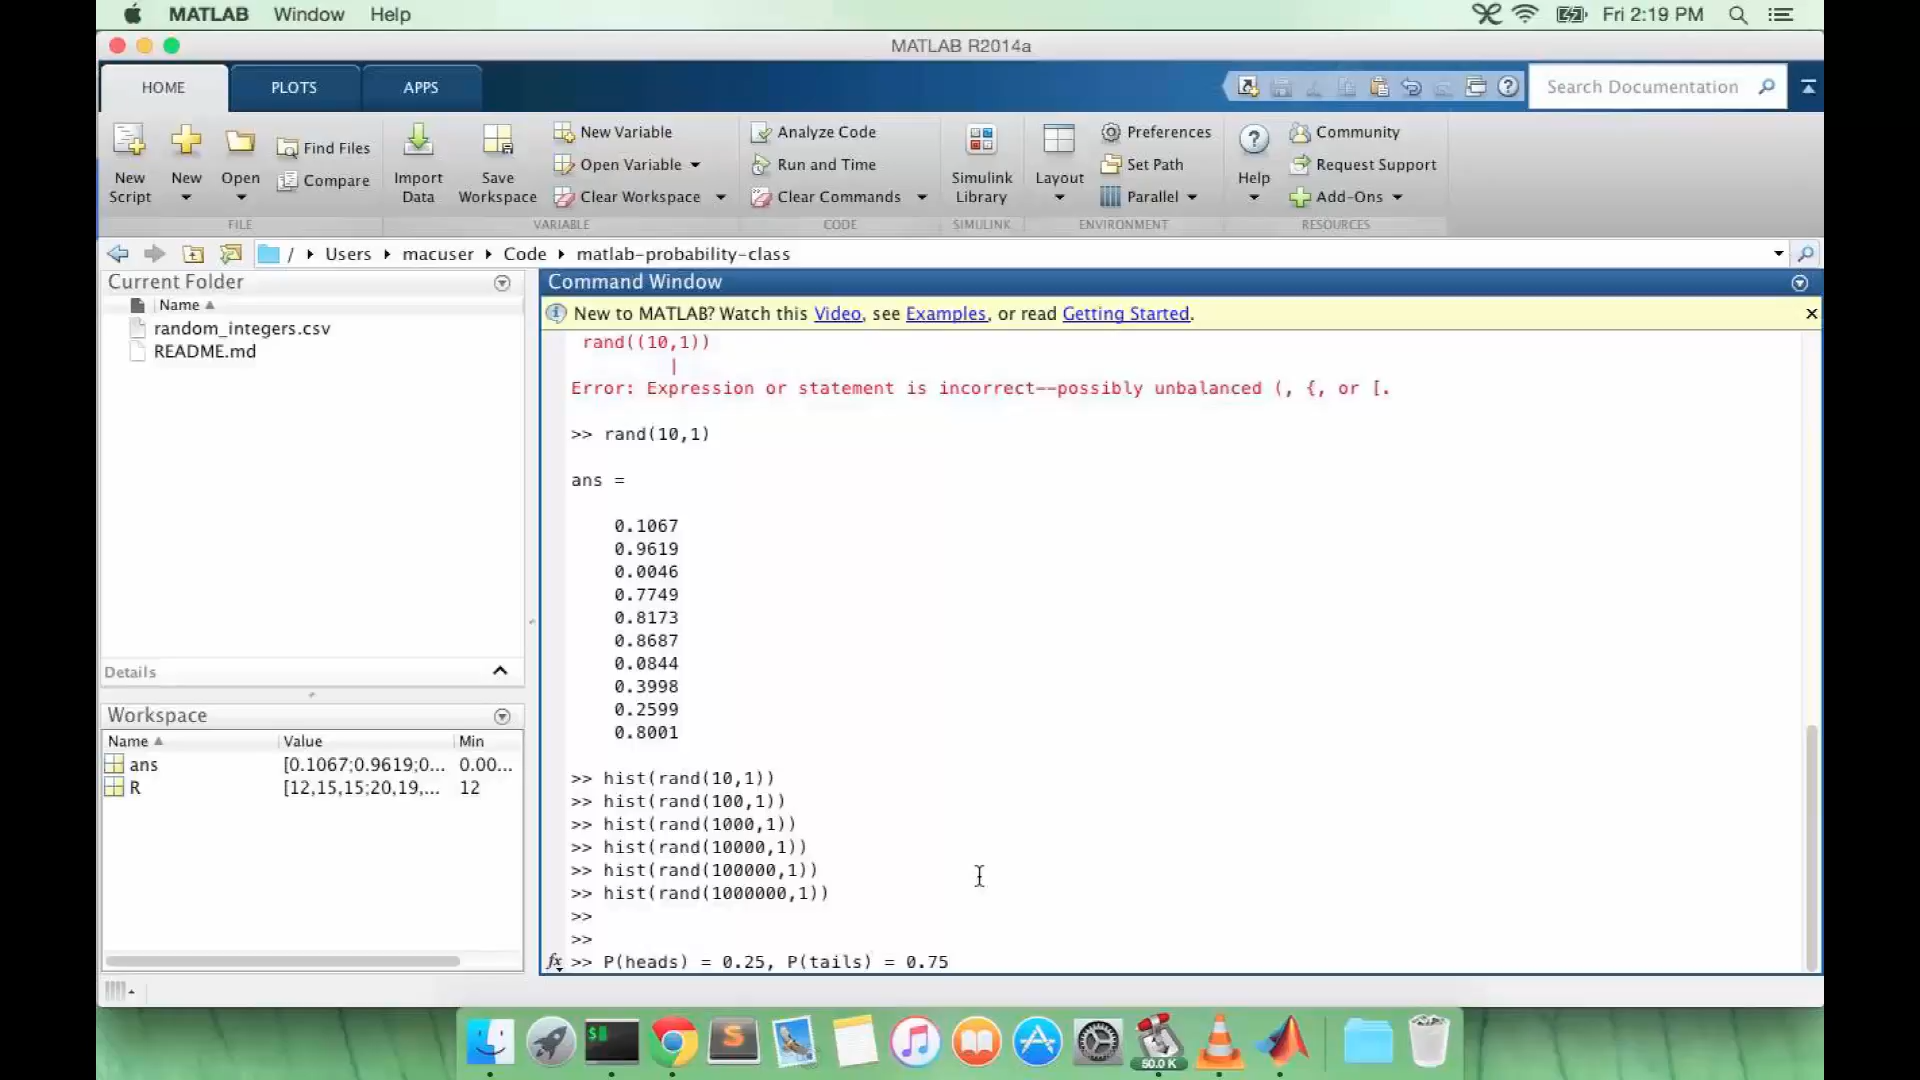 MATLAB Window Help Fri 2:19 PM
MATLAB R2014a
HOME PLOTS APPS Search Documentation
New Script New Open Find Files Compare Import Data Save Workspace New Variable Open Variable Clear Workspace Analyze Code Run and Time Clear Commands Simulink Library Layout Preferences Set Path Parallel Help Community Request Support Add-Ons
FILE VARIABLE CODE SIMULINK ENVIRONMENT RESOURCES
/ Users macuser Code matlab-probability-class
Current Folder
Name
random_integers.csv
README.md
Details
Workspace
Name Value Min
ans [0.1067;0.9619;0... 0.00...
R [12,15,15;20,19,... 12
Command Window
New to MATLAB? Watch this Video, see Examples, or read Getting Started.
rand((10,1))
|
Error: Expression or statement is incorrect--possibly unbalanced (, {, or [.
>> rand(10,1)
ans =
0.1067
0.9619
0.0046
0.7749
0.8173
0.8687
0.0844
0.3998
0.2599
0.8001
>> hist(rand(10,1))
>> hist(rand(100,1))
>> hist(rand(1000,1))
>> hist(rand(10000,1))
>> hist(rand(100000,1))
>> hist(rand(1000000,1))
>>
>>
fx >> P(heads) = 0.25, P(tails) = 0.75
50.0 K